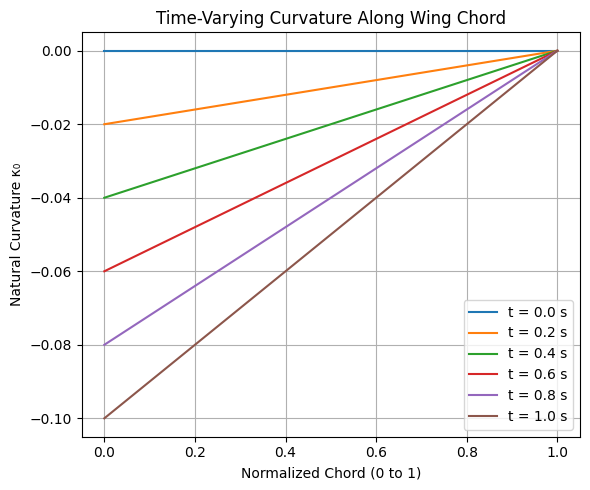 Time-Varying Curvature Along Wing Chord
Natural Curvature κ₀
0.00
−0.02
−0.04
−0.06
−0.08
−0.10
t = 0.0 s
t = 0.2 s
t = 0.4 s
t = 0.6 s
t = 0.8 s
t = 1.0 s
0.0 0.2 0.4 0.6 0.8 1.0
Normalized Chord (0 to 1)